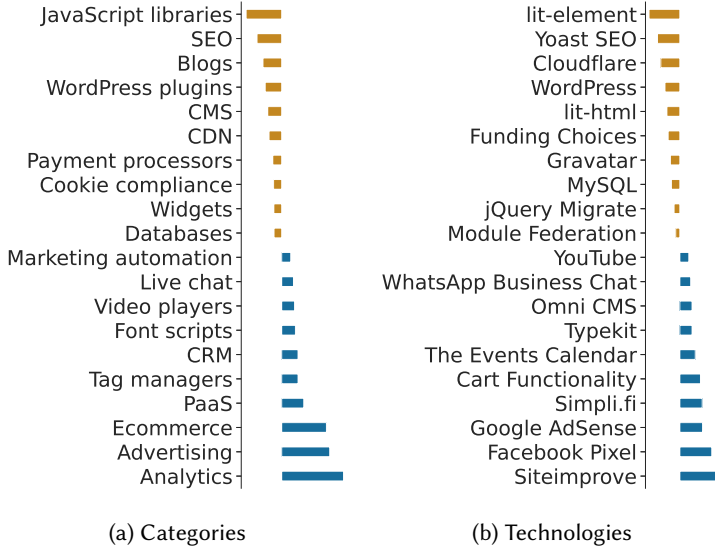 JavaScript libraries
SEO
Blogs
WordPress plugins
CMS
CDN
Payment processors
Cookie compliance
Widgets
Databases
Marketing automation
Live chat
Video players
Font scripts
CRM
Tag managers
PaaS
Ecommerce
Advertising
Analytics
(a) Categories
lit-element
Yoast SEO
Cloudflare
WordPress
lit-html
Funding Choices
Gravatar
MySQL
jQuery Migrate
Module Federation
YouTube
WhatsApp Business Chat
Omni CMS
Typekit
The Events Calendar
Cart Functionality
Simpli.fi
Google AdSense
Facebook Pixel
Siteimprove
(b) Technologies